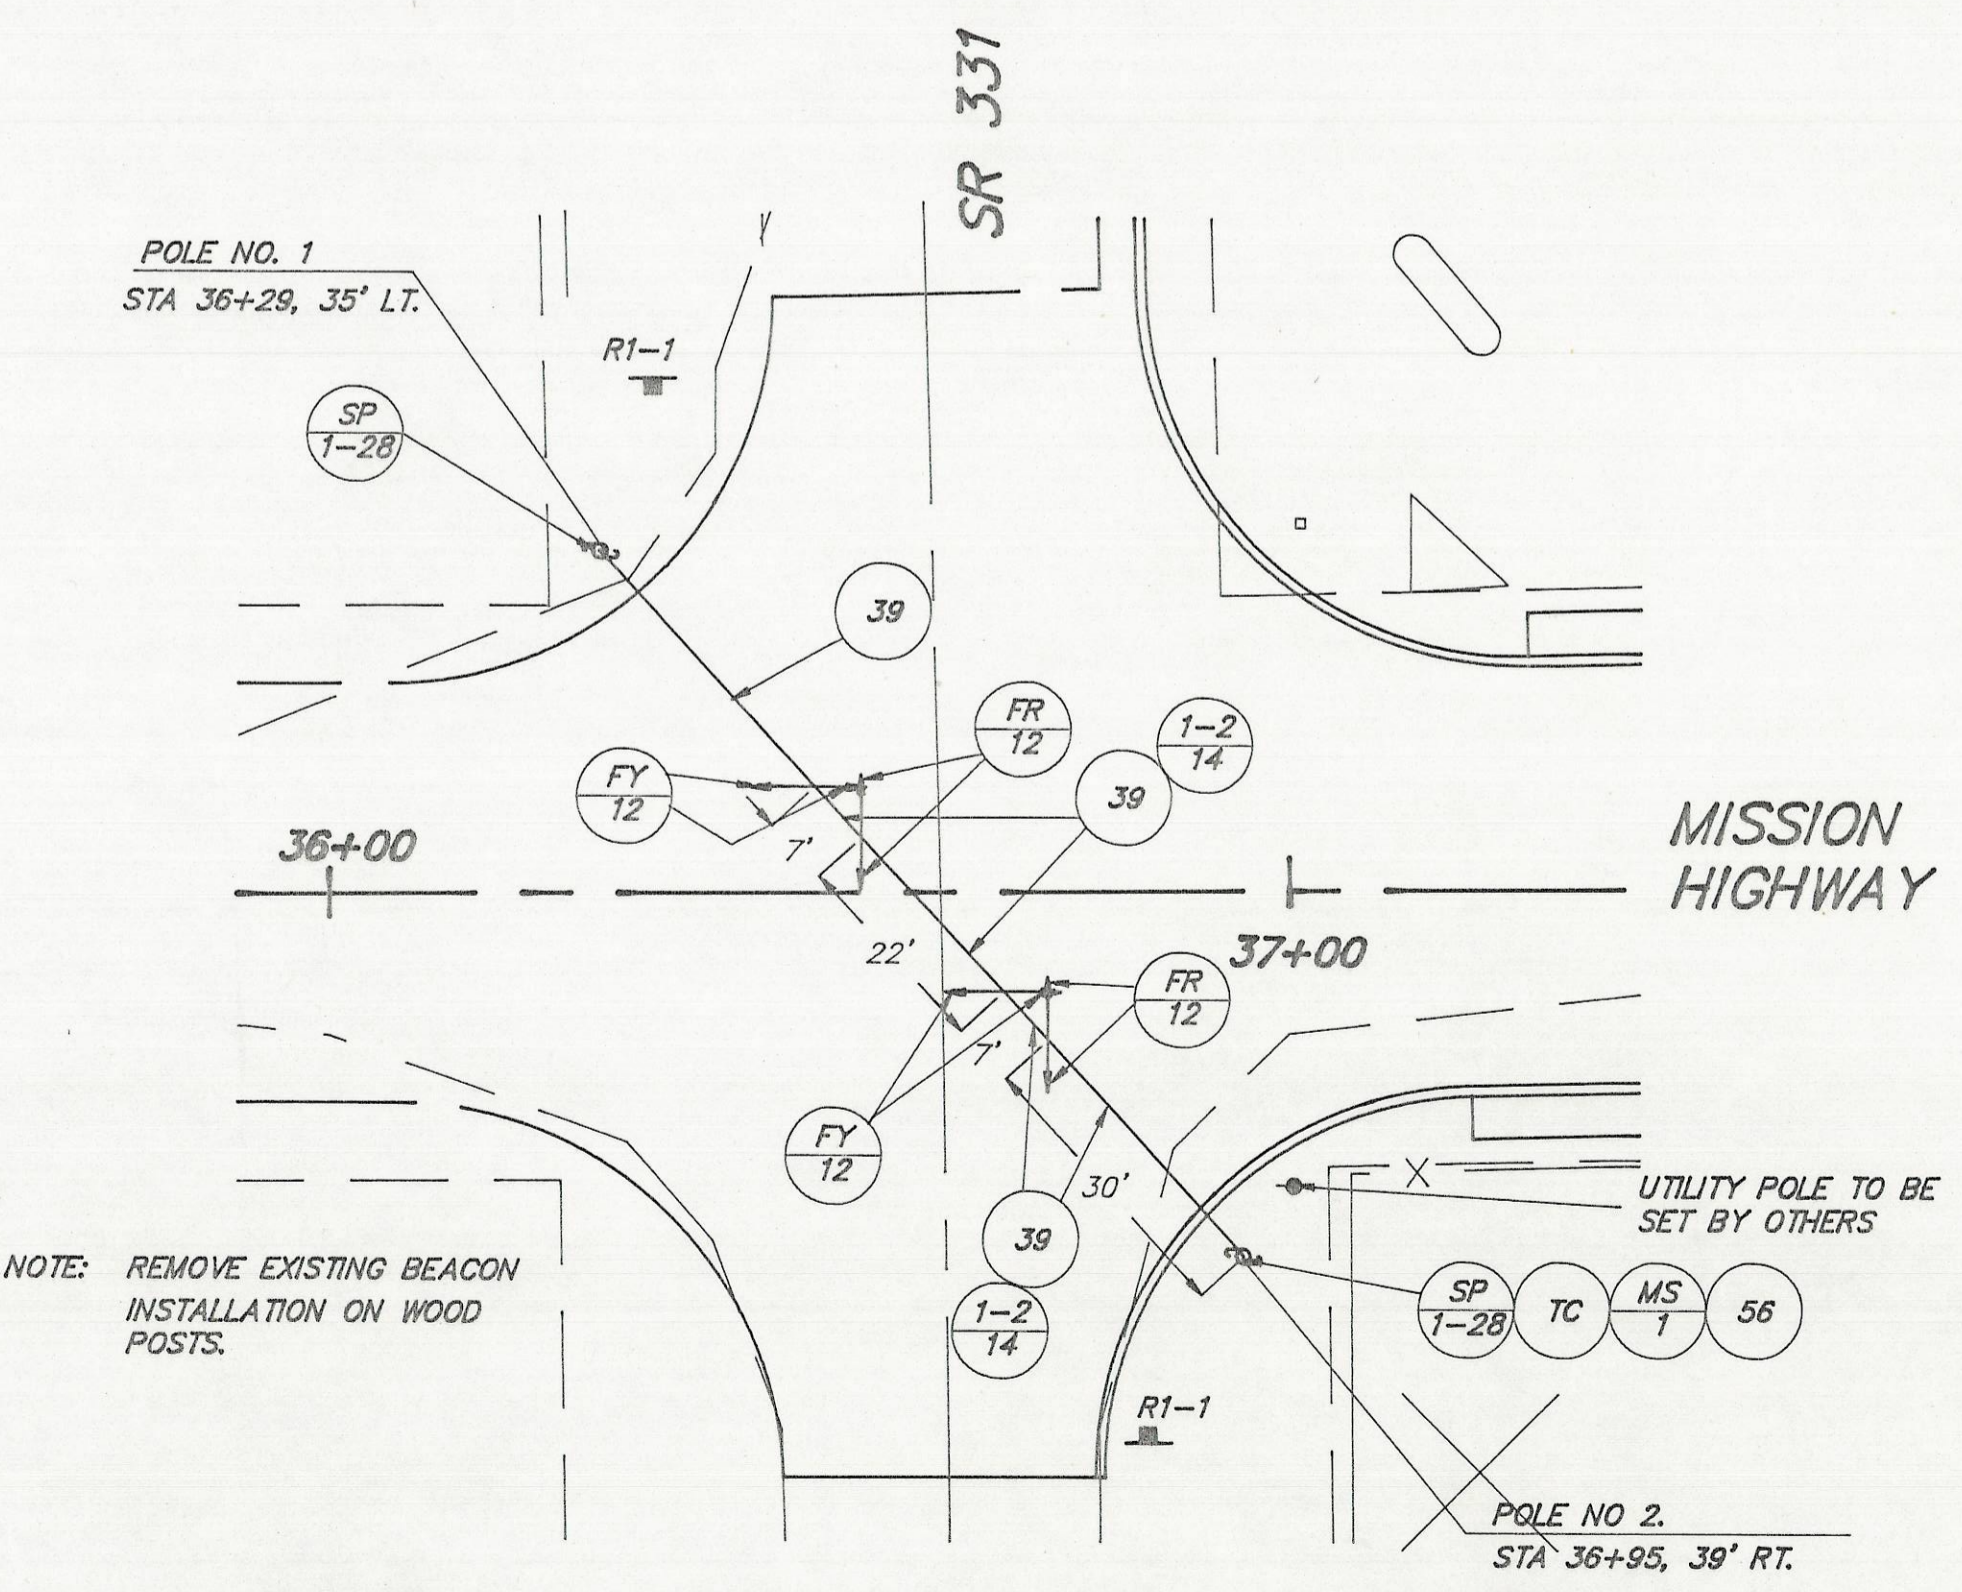 SR 331
POLE NO. 1
STA 36+29, 35' LT.
R1-1
SP
1-28
39
FR
12
1-2
14
39
FY
12
7'
36+00
MISSION
HIGHWAY
22'
37+00
FR
12
7'
FY
12
30'
39
1-2
14
UTILITY POLE TO BE
SET BY OTHERS
NOTE: REMOVE EXISTING BEACON
INSTALLATION ON WOOD
POSTS.
SP
1-28
TC
MS
1
56
R1-1
POLE NO 2.
STA 36+95, 39' RT.